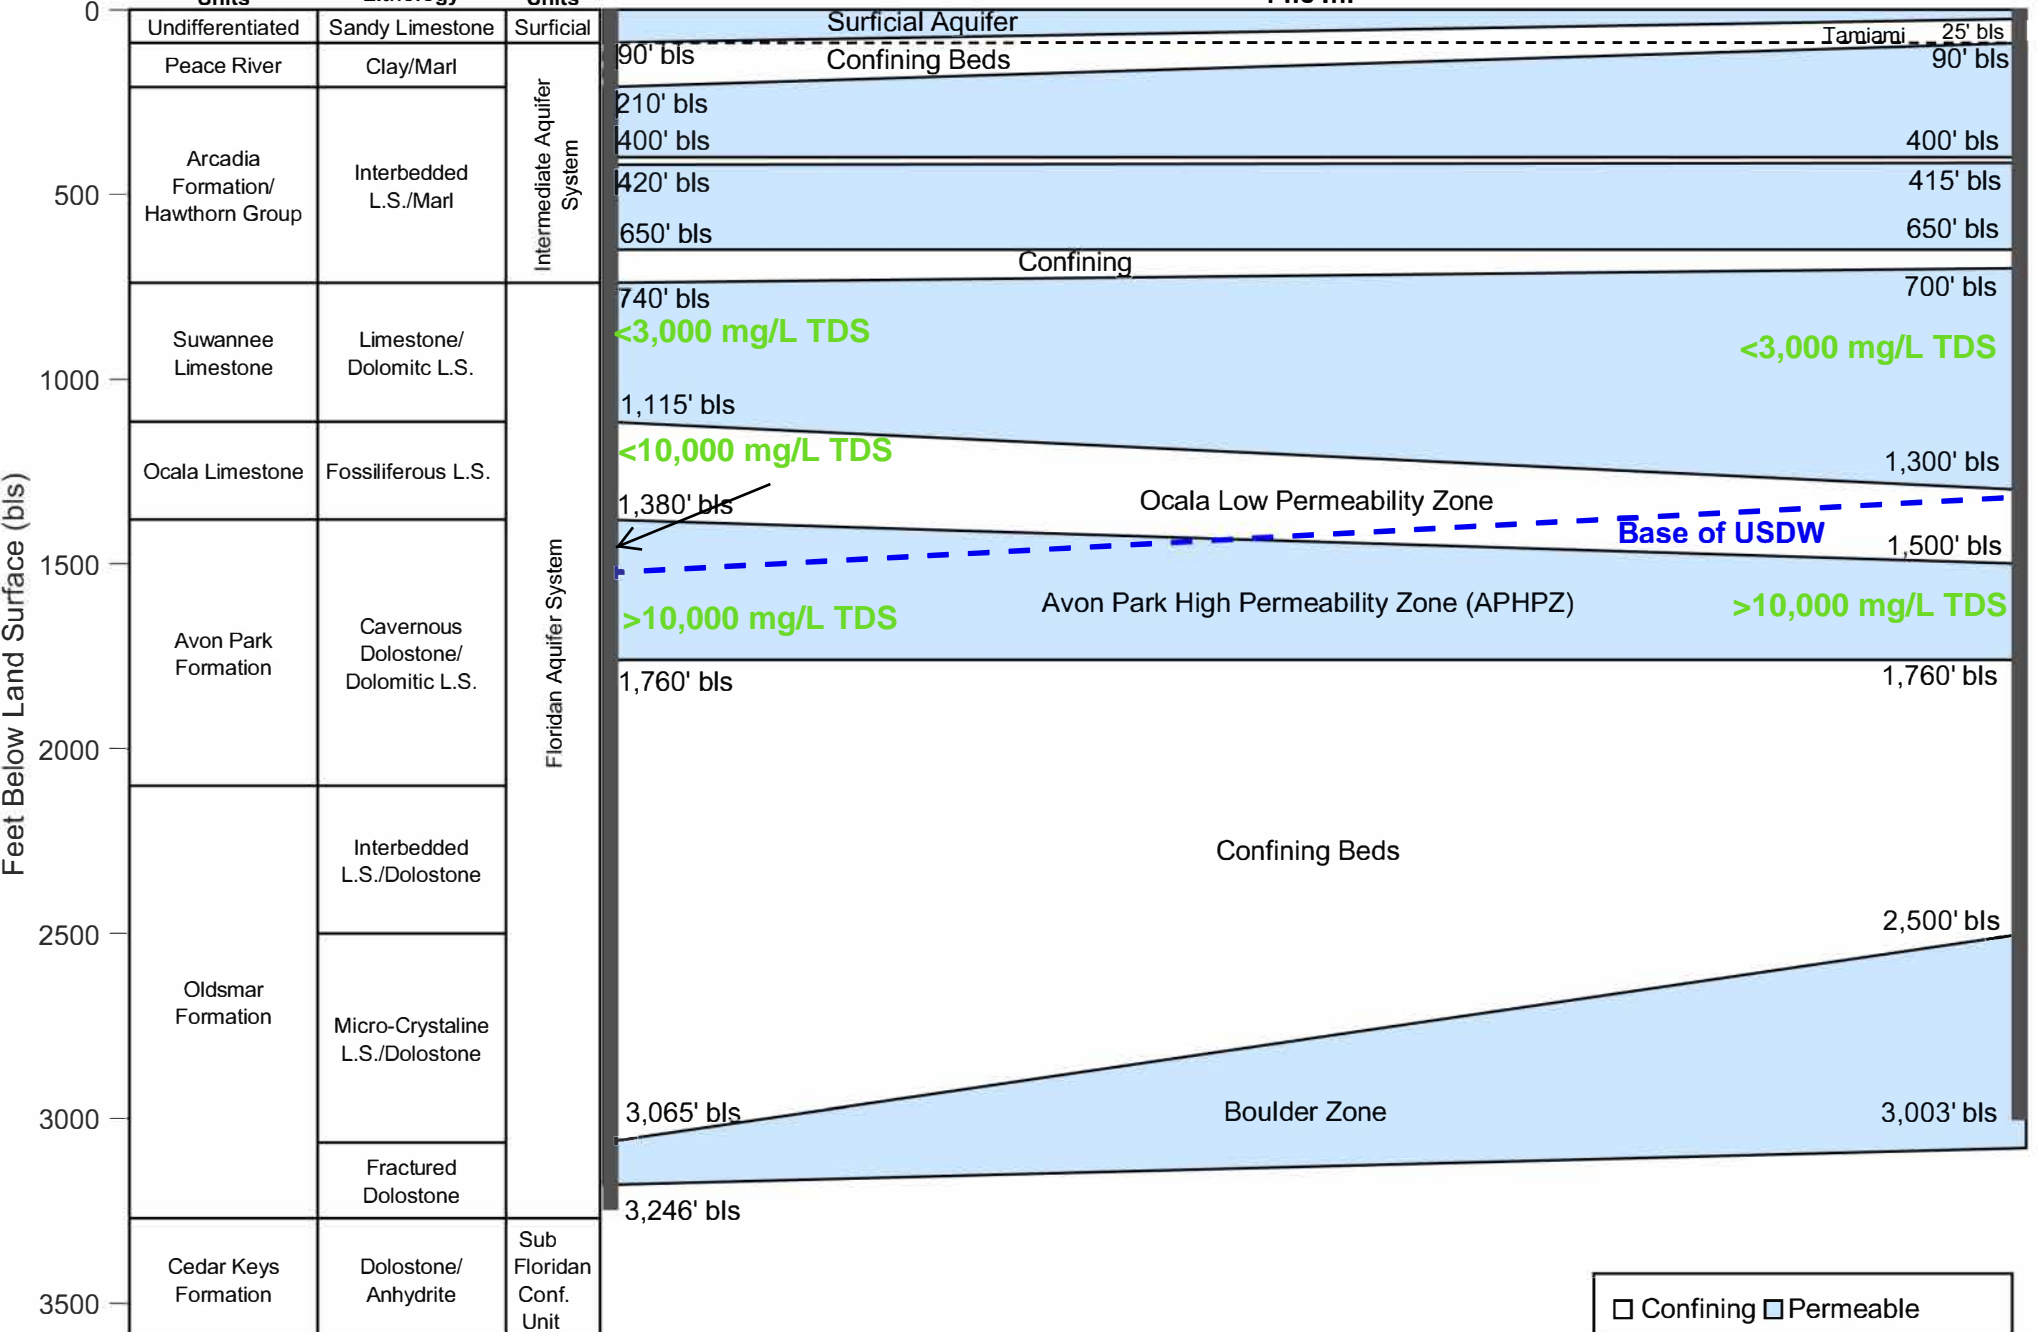 0
Undifferentiated
Sandy Limestone
Surficial
Surficial Aquifer
Tamiami
25' bls
Peace River
Clay/Marl
90' bls
Confining Beds
90' bls
210' bls
400' bls
400' bls
Arcadia
Formation/
Hawthorn Group
Interbedded
L.S./Marl
Intermediate Aquifer
System
420' bls
415' bls
500
650' bls
650' bls
Confining
740' bls
700' bls
<3,000 mg/L TDS
<3,000 mg/L TDS
Suwannee
Limestone
Limestone/
Dolomitc L.S.
1000
1,115' bls
<10,000 mg/L TDS
1,300' bls
Ocala Limestone
Fossiliferous L.S.
1,380' bls
Ocala Low Permeability Zone
Base of USDW
1,500' bls
1500
Feet Below Land Surface (bls)
Floridan Aquifer System
>10,000 mg/L TDS
Avon Park High Permeability Zone (APHPZ)
>10,000 mg/L TDS
Avon Park
Formation
Cavernous
Dolostone/
Dolomitic L.S.
1,760' bls
1,760' bls
2000
Interbedded
L.S./Dolostone
Confining Beds
2500
2,500' bls
Oldsmar
Formation
Micro-Crystaline
L.S./Dolostone
3000
3,065' bls
Boulder Zone
3,003' bls
Fractured
Dolostone
3,246' bls
Cedar Keys
Formation
Dolostone/
Anhydrite
Sub
Floridan
Conf.
Unit
3500
Confining
Permeable